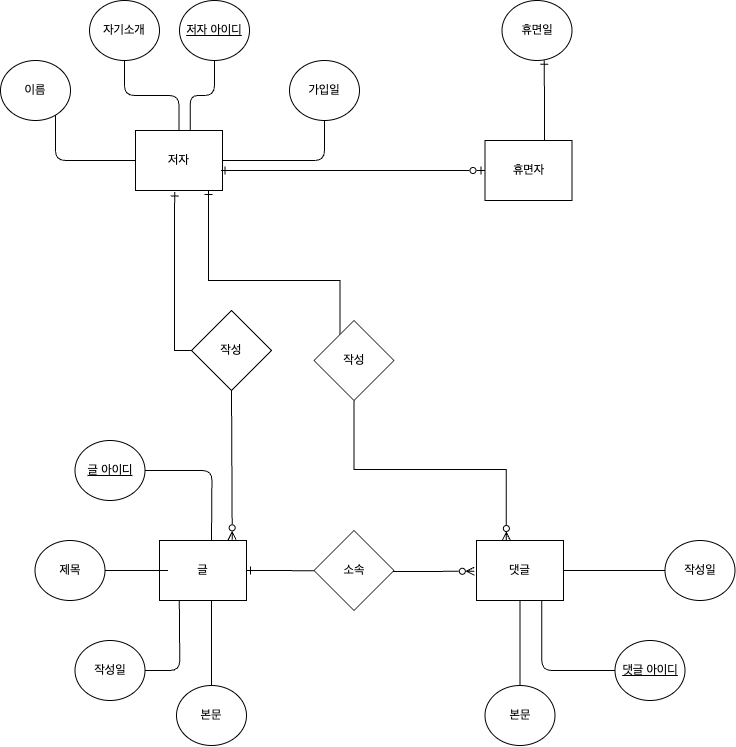 자기소개
저자 아이디
휴면일
이름
가입일
저자
휴면자
작성
작성
글 아이디
제목
글
소속
댓글
작성일
작성일
댓글 아이디
본문
본문